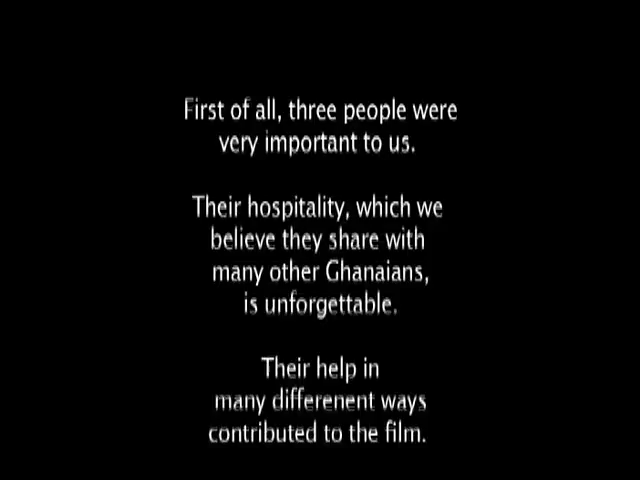 First of all, three people were
very important to us.
Their hospitality, which we
believe they share with
many other Ghanaians,
is unforgettable.
Their help in
many differenent ways
contributed to the film.